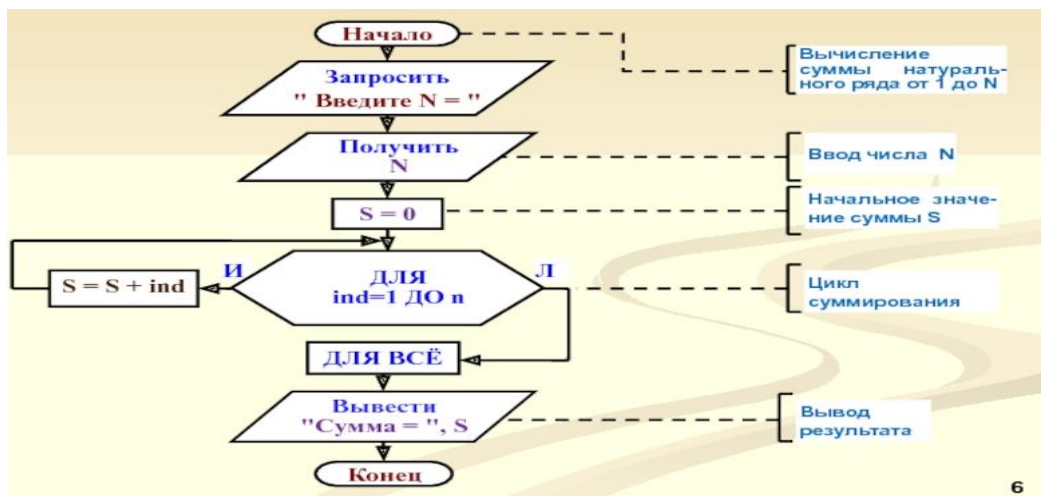 Начало
Вычисление
суммы натураль-
ного ряда от 1 до N
Запросить
" Введите N = "
Получить
N
Ввод числа N
S = 0
Начальное значе-
ние суммы S
И
ДЛЯ
ind=1 ДО n
Л
S = S + ind
Цикл
суммирования
ДЛЯ ВСЁ
Вывести
"Сумма = ", S
Вывод
результата
Конец
6